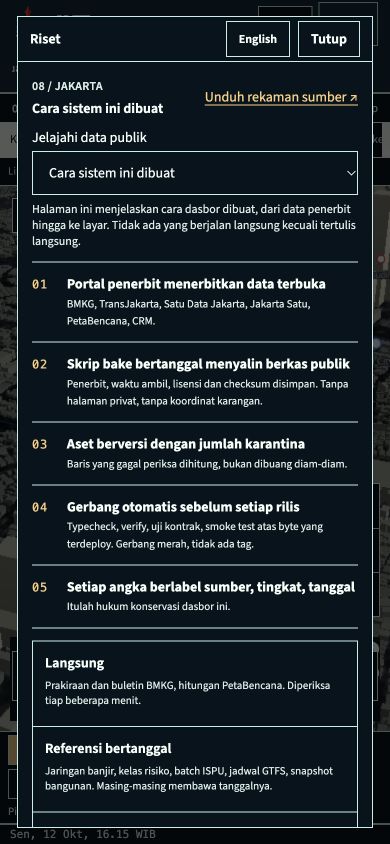 Riset
English
Tutup
08 / JAKARTA
Cara sistem ini dibuat
Unduh rekaman sumber ↗
Jelajahi data publik
Cara sistem ini dibuat
Halaman ini menjelaskan cara dasbor dibuat, dari data penerbit
hingga ke layar. Tidak ada yang berjalan langsung kecuali tertulis
langsung.
01 Portal penerbit menerbitkan data terbuka
BMKG, TransJakarta, Satu Data Jakarta, Jakarta Satu,
PetaBencana, CRM.
02 Skrip bake bertanggal menyalin berkas publik
Penerbit, waktu ambil, lisensi dan checksum disimpan. Tanpa
halaman privat, tanpa koordinat karangan.
03 Aset berversi dengan jumlah karantina
Baris yang gagal periksa dihitung, bukan dibuang diam-diam.
04 Gerbang otomatis sebelum setiap rilis
Typecheck, verify, uji kontrak, smoke test atas byte yang
terdeploy. Gerbang merah, tidak ada tag.
05 Setiap angka berlabel sumber, tingkat, tanggal
Itulah hukum konservasi dasbor ini.
Langsung
Prakiraan dan buletin BMKG, hitungan PetaBencana. Diperiksa
tiap beberapa menit.
Referensi bertanggal
Jaringan banjir, kelas risiko, batch ISPU, jadwal GTFS, snapshot
bangunan. Masing-masing membawa tanggalnya.
Sen, 12 Okt, 16.15 WIB